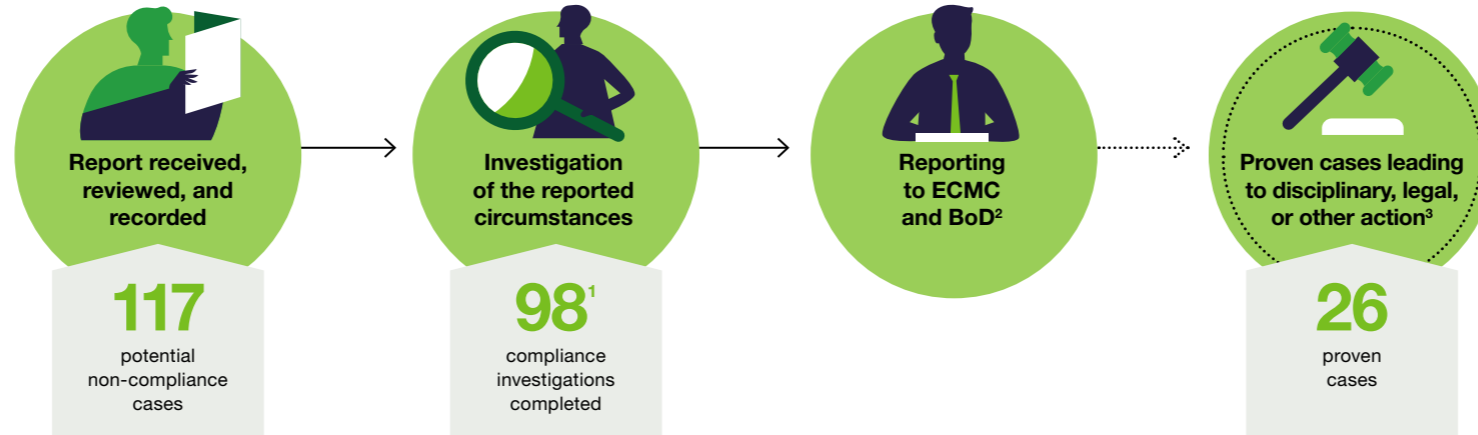 Report received,
reviewed, and
recorded
117
potential
non-compliance
cases
Investigation
of the reported
circumstances
98¹
compliance
investigations
completed
Reporting
to ECMC
and BoD²
Proven cases leading
to disciplinary, legal,
or other action³
26
proven
cases